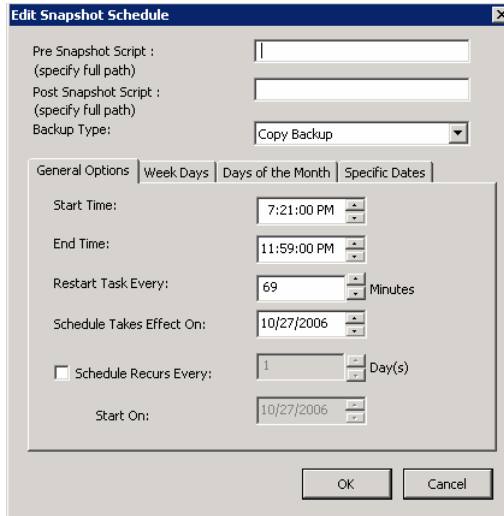 Edit Snapshot Schedule
Pre Snapshot Script :
(specify full path)
Post Snapshot Script :
(specify full path)
Backup Type:
Copy Backup
General Options Week Days Days of the Month Specific Dates
Start Time: 7:21:00 PM
End Time: 11:59:00 PM
Restart Task Every: 69 Minutes
Schedule Takes Effect On: 10/27/2006
Schedule Recurs Every: 1 Day(s)
Start On: 10/27/2006
OK Cancel